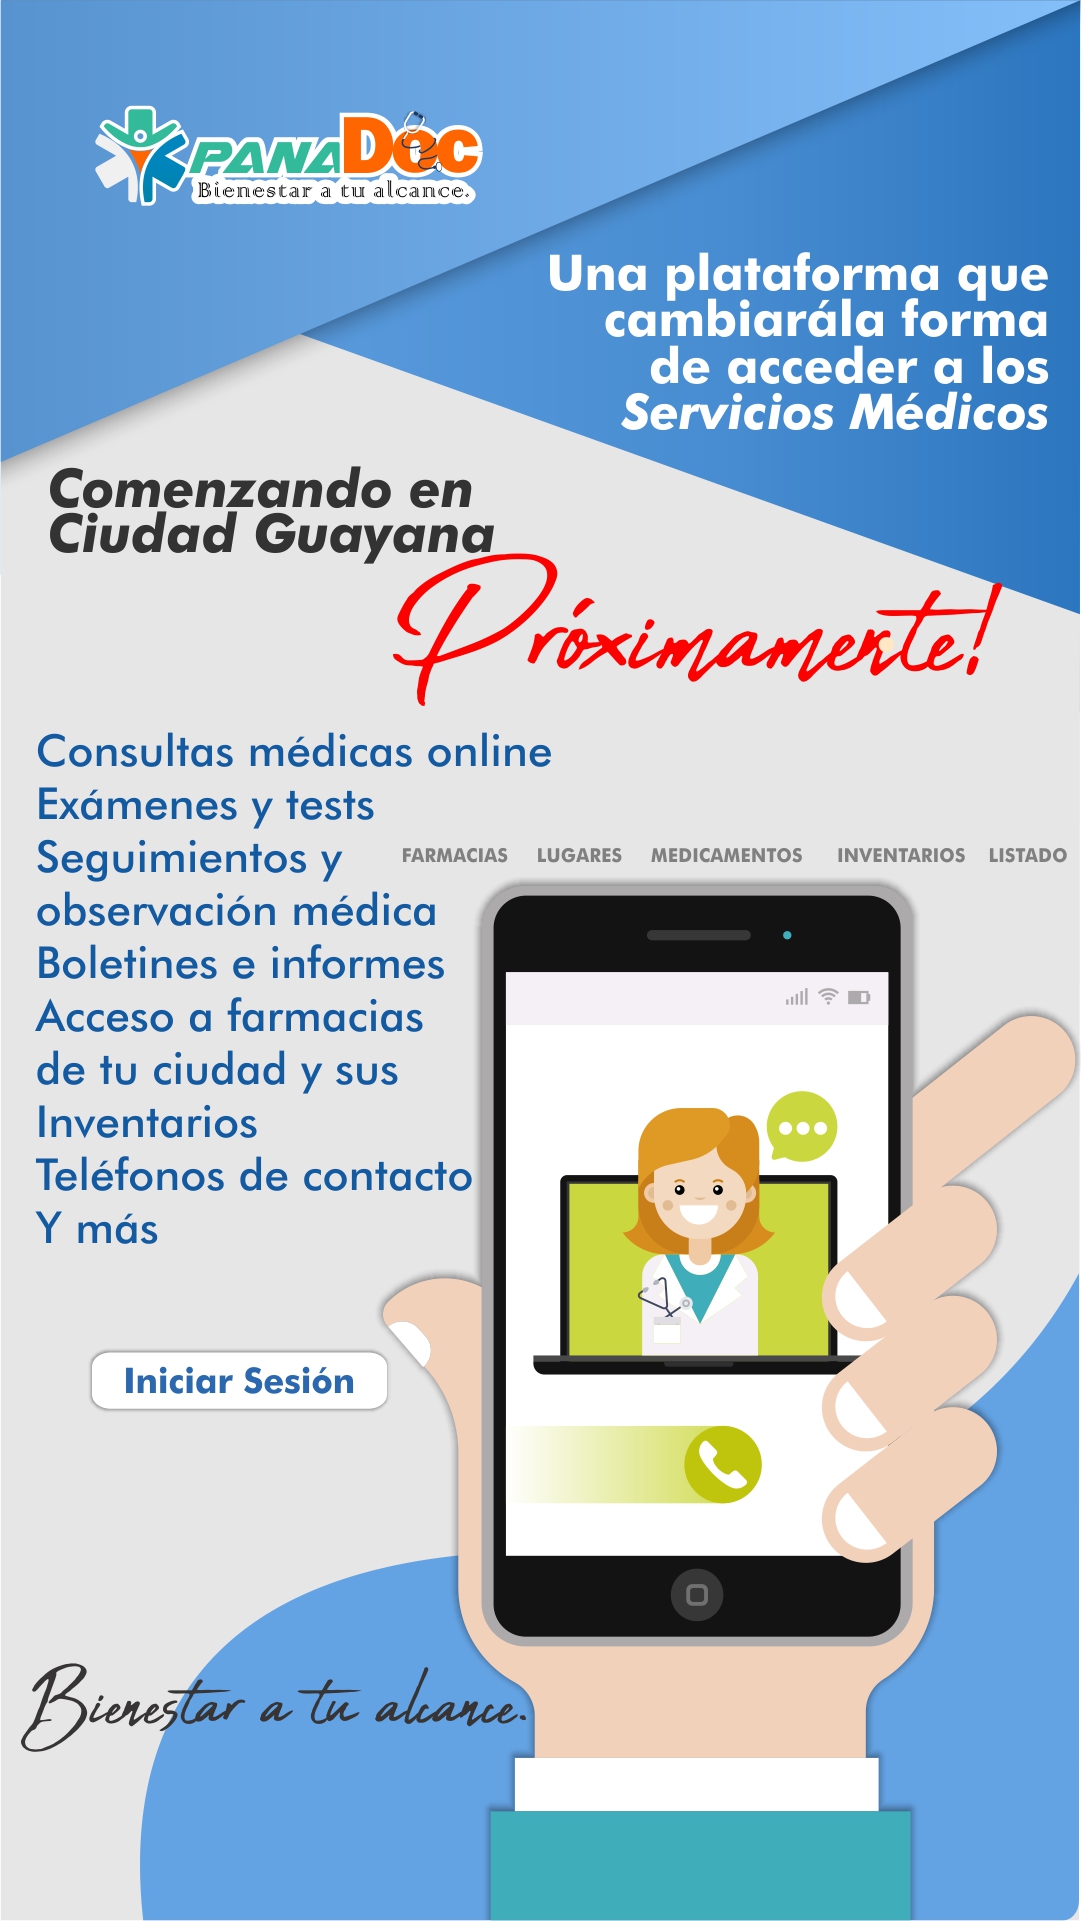 PANADOC
Bienestar a tu alcance.
Una plataforma que
cambiarála forma
de acceder a los
Servicios Médicos
Comenzando en
Ciudad Guayana
Próximamente!
Consultas médicas online
Exámenes y tests
Seguimientos y
observación médica
Boletines e informes
Acceso a farmacias
de tu ciudad y sus
Inventarios
Teléfonos de contacto
Y más
FARMACIAS LUGARES MEDICAMENTOS INVENTARIOS LISTADO
Iniciar Sesión
Bienestar a tu alcance.